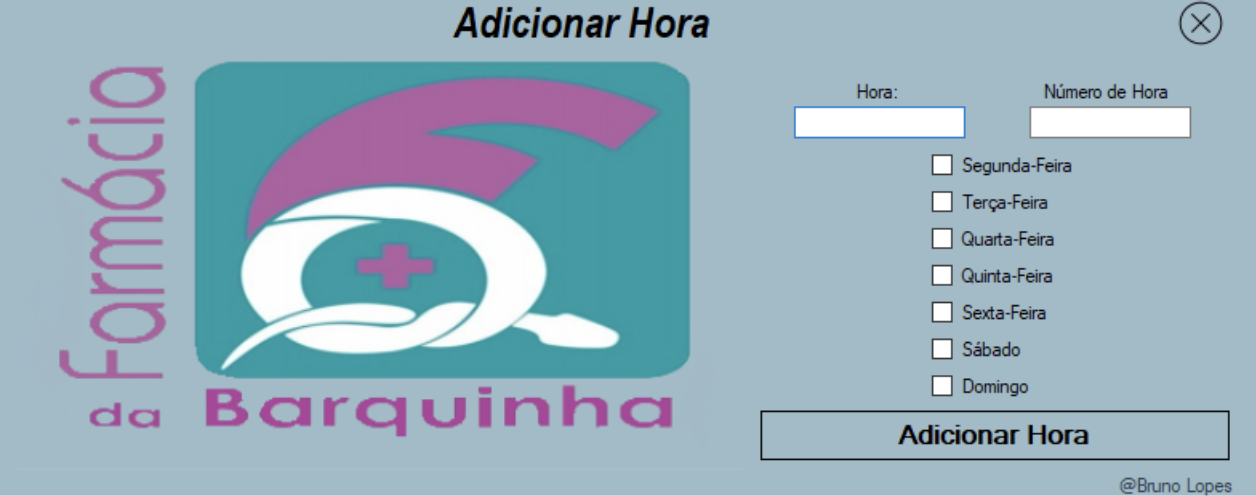 Adicionar Hora
Farmácia
da Barquinha
Hora:
Número de Hora
Segunda-Feira
Terça-Feira
Quarta-Feira
Quinta-Feira
Sexta-Feira
Sábado
Domingo
Adicionar Hora
@Bruno Lopes